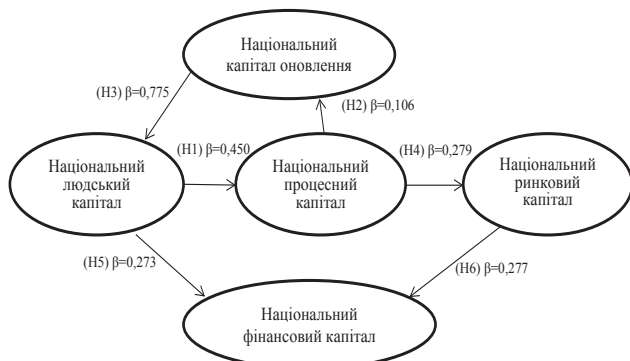 Національний
капітал оновлення
(H3) β=0,775
(H2) β=0,106
Національний
людський
капітал
(H1) β=0,450
Національний
процесний
капітал
(H4) β=0,279
Національний
ринковий
капітал
(H5) β=0,273
(H6) β=0,277
Національний
фінансовий капітал